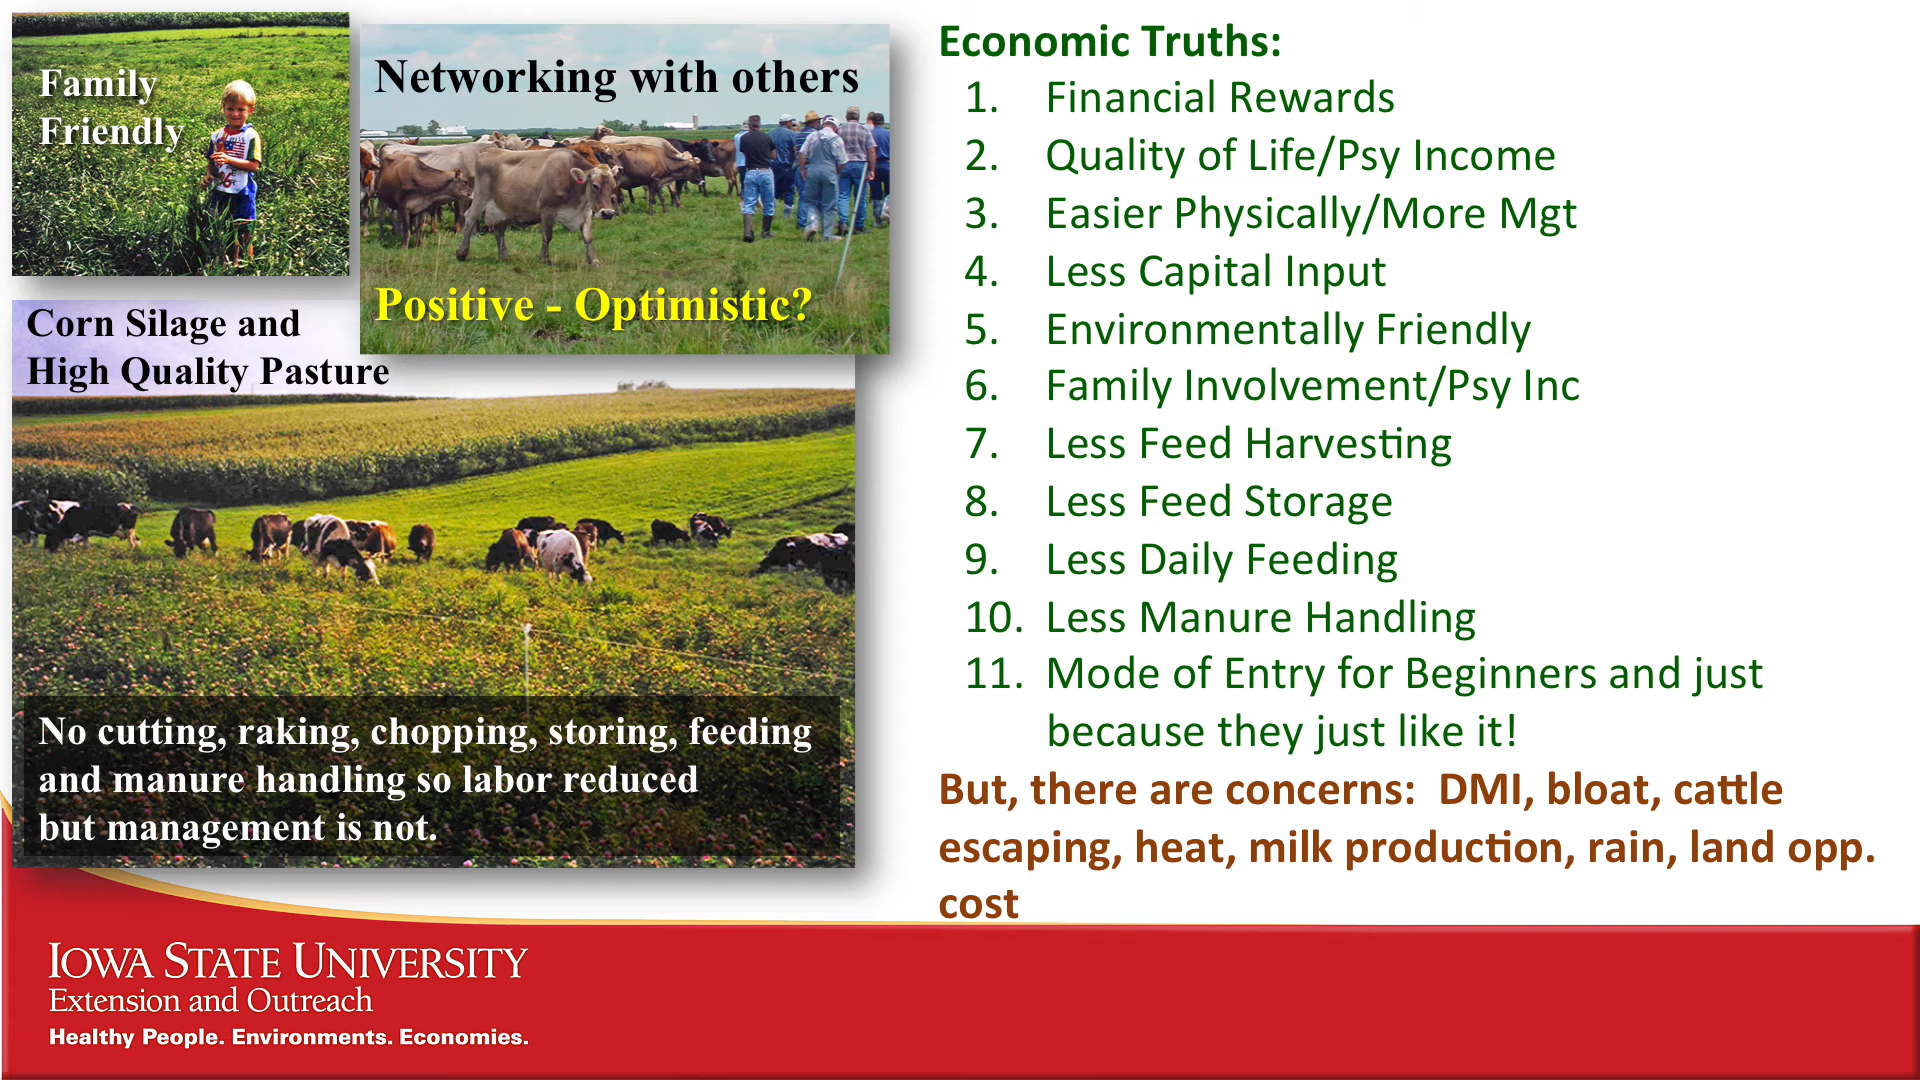 Family
Friendly
Networking with others
Positive - Optimistic?
Corn Silage and
High Quality Pasture
No cutting, raking, chopping, storing, feeding
and manure handling so labor reduced
but management is not.
Economic Truths:
1. Financial Rewards
2. Quality of Life/Psy Income
3. Easier Physically/More Mgt
4. Less Capital Input
5. Environmentally Friendly
6. Family Involvement/Psy Inc
7. Less Feed Harvesting
8. Less Feed Storage
9. Less Daily Feeding
10. Less Manure Handling
11. Mode of Entry for Beginners and just
because they just like it!
But, there are concerns: DMI, bloat, cattle
escaping, heat, milk production, rain, land opp.
cost
IOWA STATE UNIVERSITY
Extension and Outreach
Healthy People. Environments. Economies.